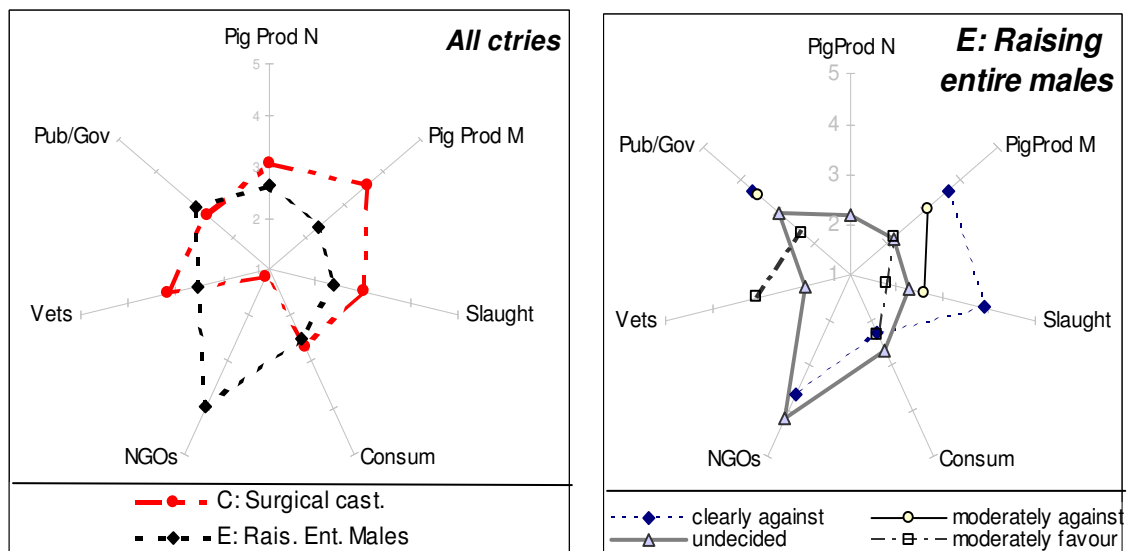 Pig Prod N
All ctries
5
4
3
2
1
Pub/Gov
Pig Prod M
Vets
Slaught
NGOs
Consum
C: Surgical cast.
E: Rais. Ent. Males
PigProd N
E: Raising
entire males
5
4
3
2
1
Pub/Gov
PigProd M
Vets
Slaught
NGOs
Consum
clearly against
moderately against
undecided
moderately favour